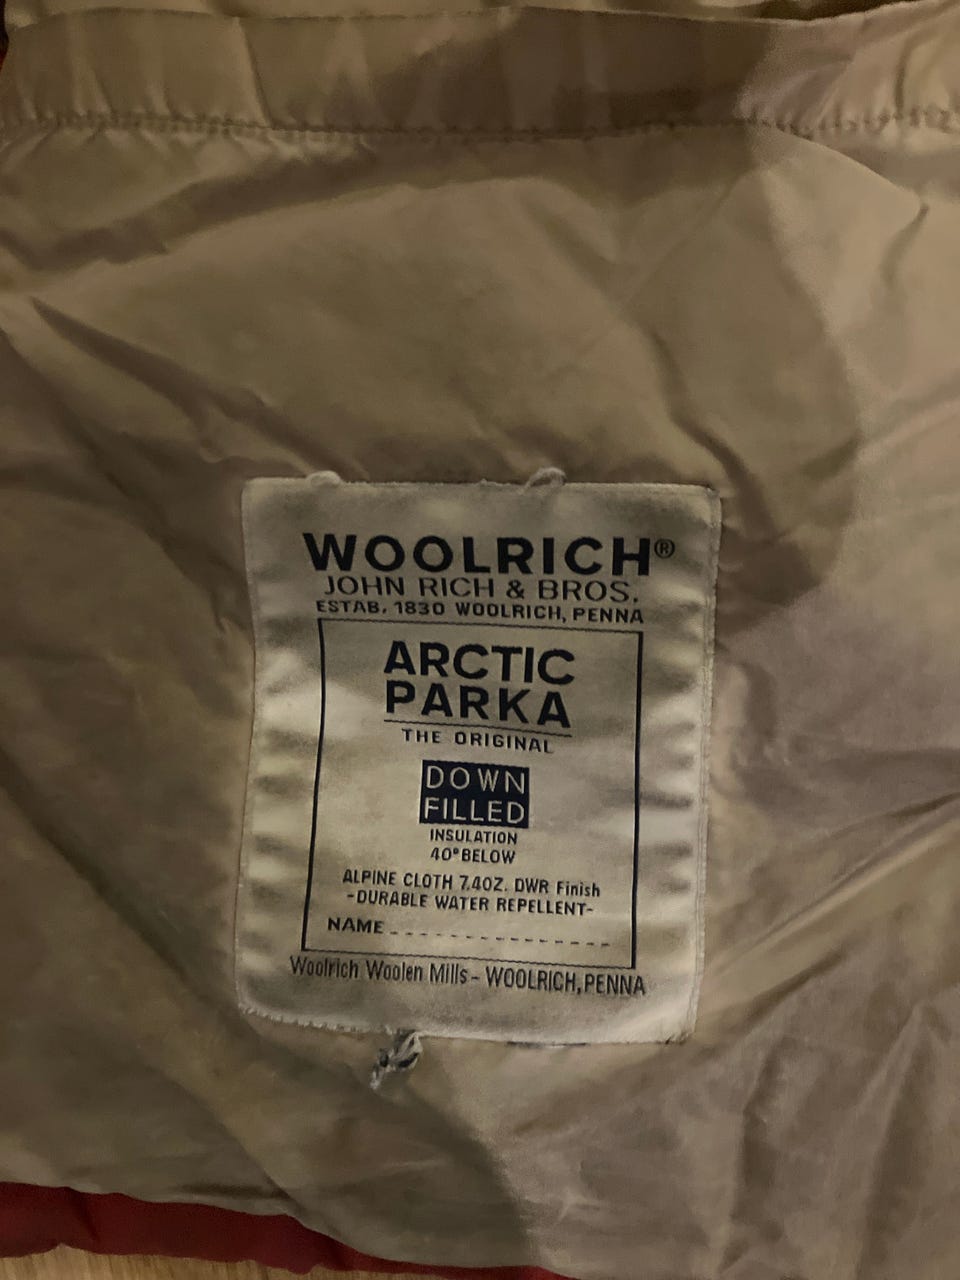 WOOLRICH®
JOHN RICH & BROS.
ESTAB. 1830 WOOLRICH, PENNA
ARCTIC
PARKA
THE ORIGINAL
DOWN
FILLED
INSULATION
40° BELOW
ALPINE CLOTH 7.4OZ. DWR Finish
-DURABLE WATER REPELLENT-
NAME _ _ _ _ _ _ _ _ _ _ _ _ _ _
Woolrich Woolen Mills - WOOLRICH, PENNA